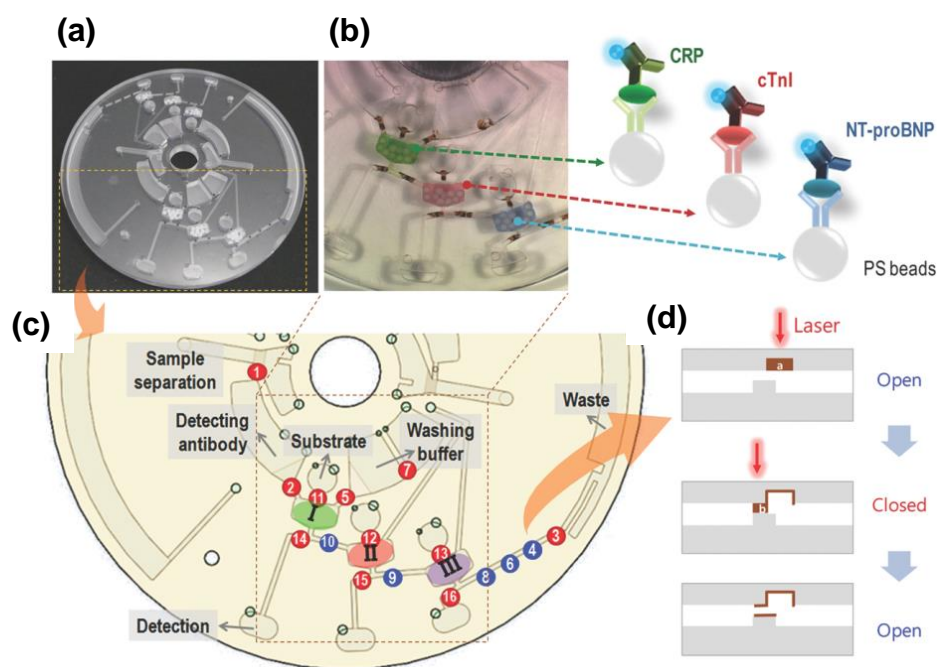 (a)
(b)
CRP
cTnI
NT-proBNP
PS beads
(c)
Sample
separation
1
Detecting
antibody
Substrate
Washing
buffer
Waste
7
2
11
5
I
14
10
12
II
13
III
15
9
16
8
6
4
3
Detection
(d)
Laser
a
Open
b
Closed
Open